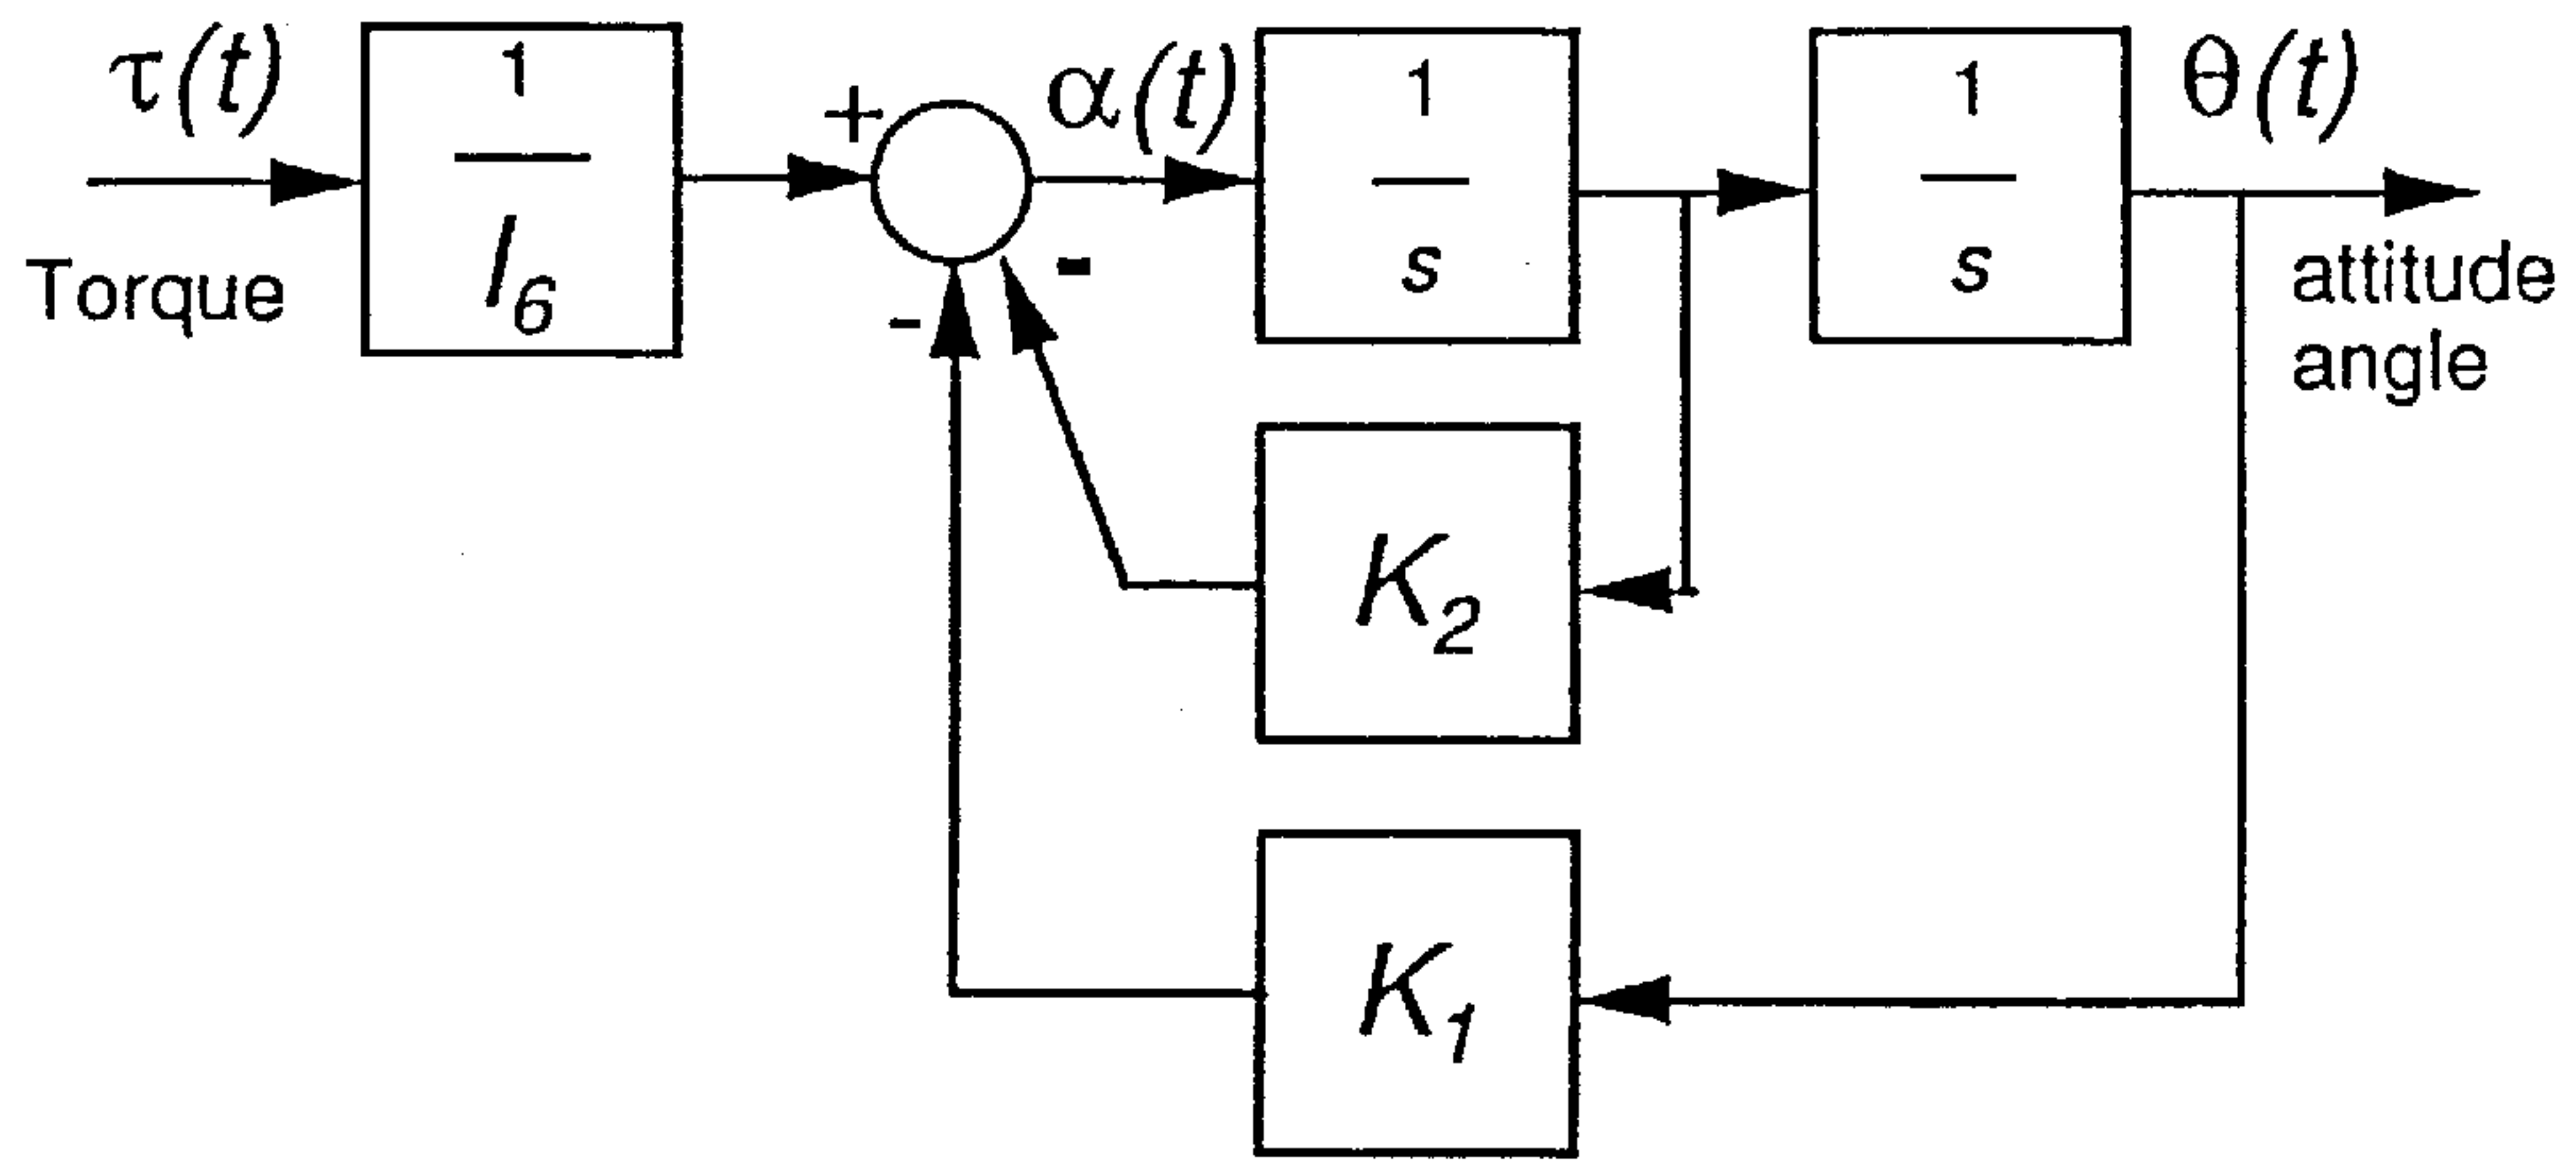 τ(t)
Torque
1
I6
+
-
-
α(t)
1
s
1
s
θ(t)
attitude
angle
K2
K1